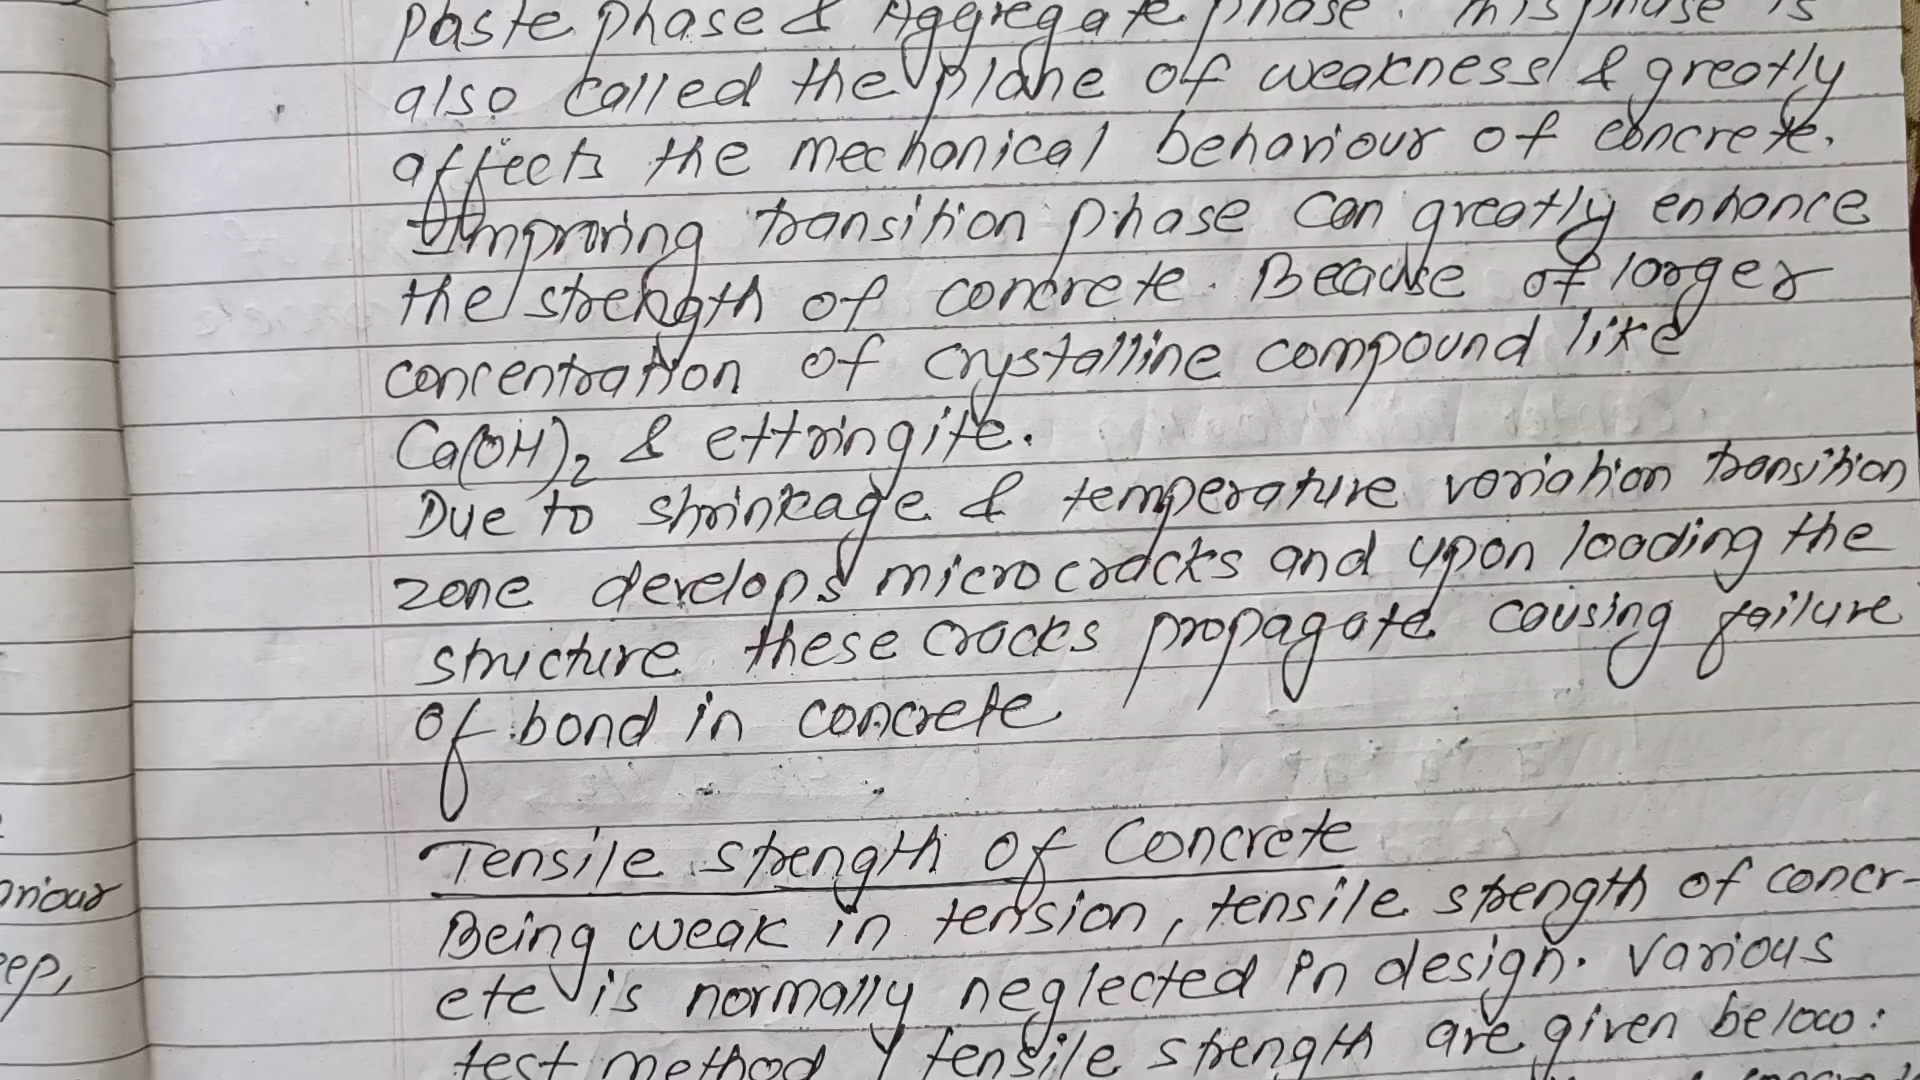 paste phase & Aggregate phase. This phase is
also called the plane of weakness & greatly
affects the mechanical behaviour of concrete.
Improving transition phase can greatly enhance
the strength of concrete. Because of larger
concentration of crystalline compound like
Ca(OH)₂ & ettringite.
Due to shrinkage & temperature variation transition
zone develops microcracks and upon loading the
structure these cracks propagate causing failure
of bond in concrete
Tensile strength of Concrete
Being weak in tension, tensile strength of concr-
ete is normally neglected in design. Various
test method tensile strength are given below:
eep,